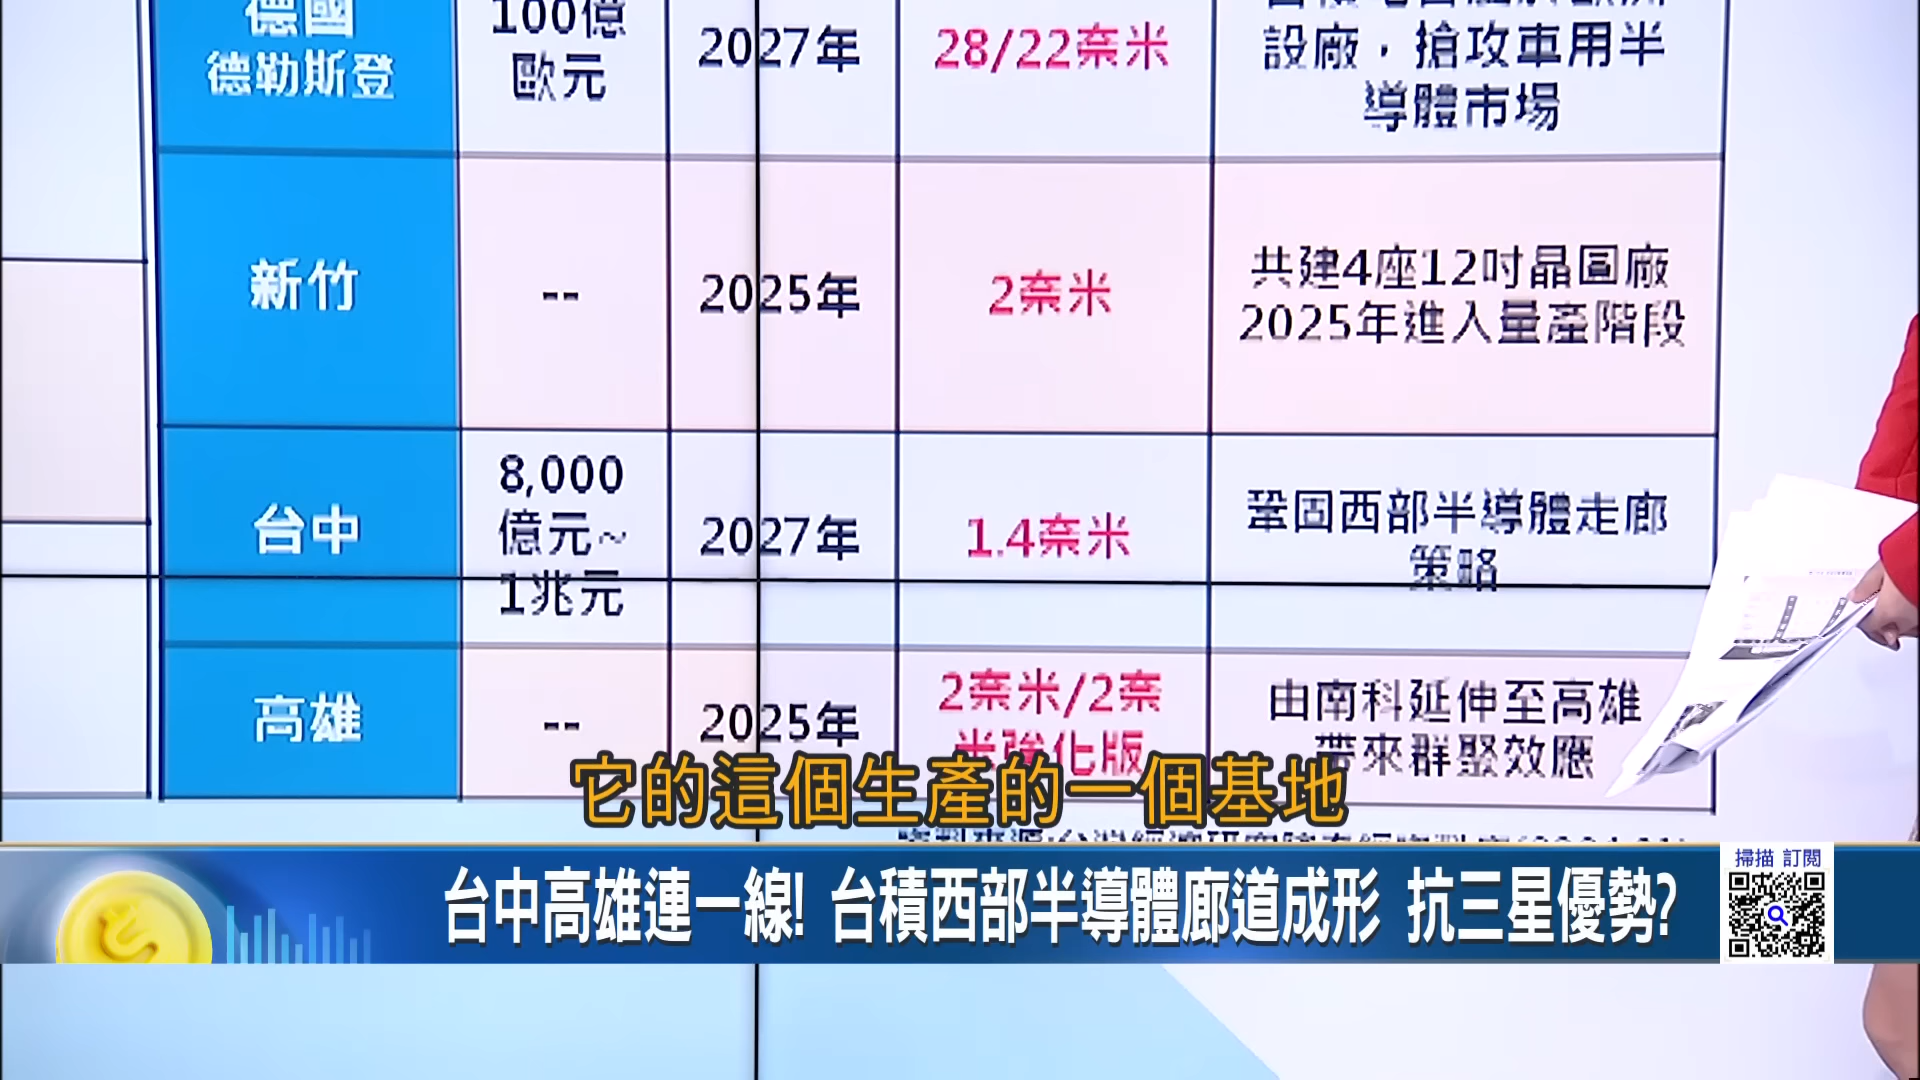 德國
德勒斯登
100億
歐元
2027年
28/22奈米
設廠，搶攻車用半
導體市場
新竹
--
2025年
2奈米
共建4座12吋晶圓廠
2025年進入量產階段
台中
8,000
億元~
1兆元
2027年
1.4奈米
鞏固西部半導體走廊
策略
高雄
--
2025年
2奈米/2奈
米強化版
由南科延伸至高雄
帶來群聚效應
它的這個生產的一個基地
台中高雄連一線! 台積西部半導體廊道成形 抗三星優勢?
掃描 訂閱